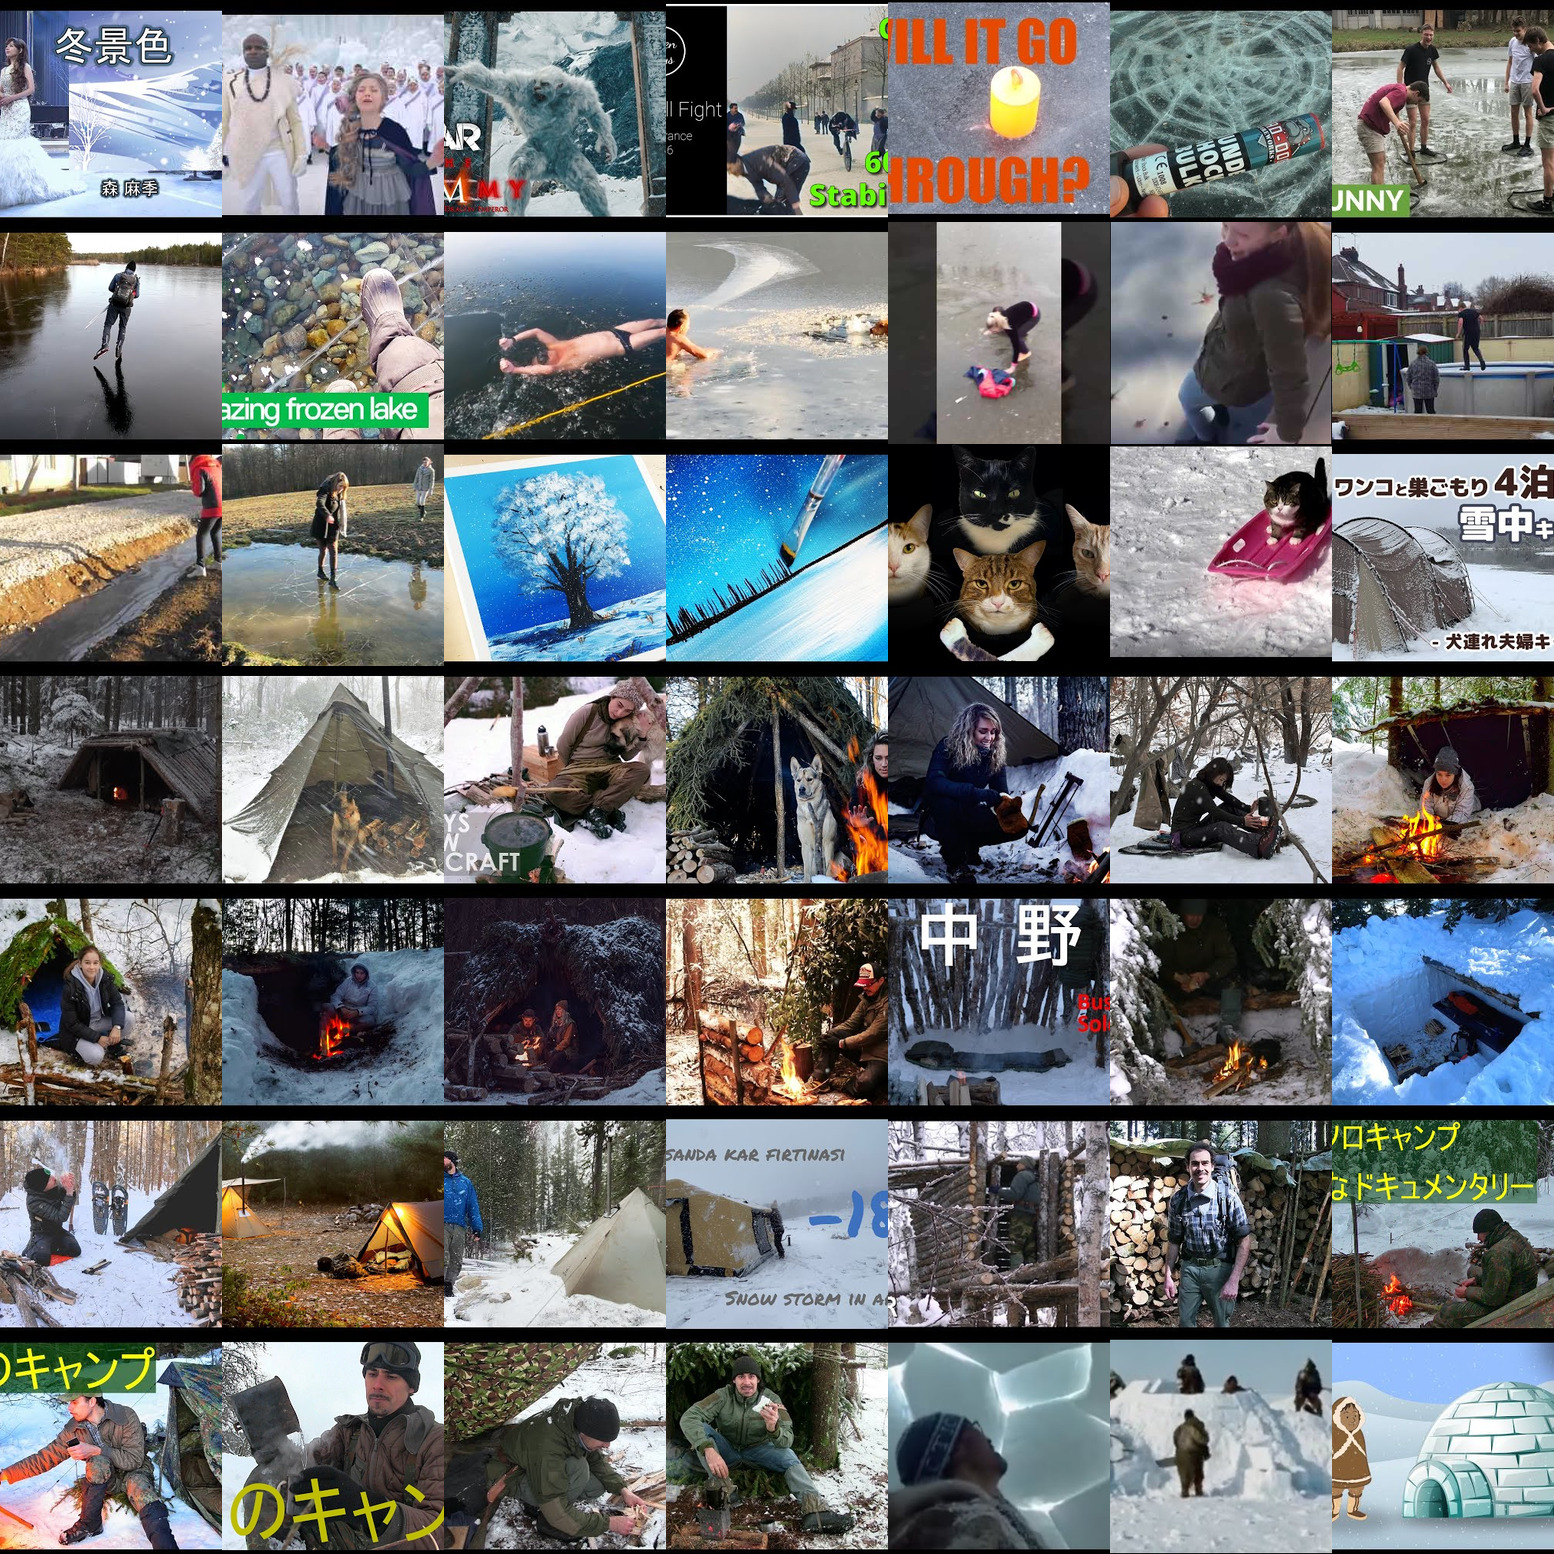 冬景色
森 麻季
ll Fight
ILL IT GO
HROUGH?
UNNY
azing frozen lake
ワンコと巣ごもり4泊
雪中キ
- 犬連れ夫婦キ
CRAFT
中 野
SANDA KAR FIRTINASI
-18
SNOW STORM IN A
ソロキャンプ
なドキュメンタリー
のキャンプ
のキャン